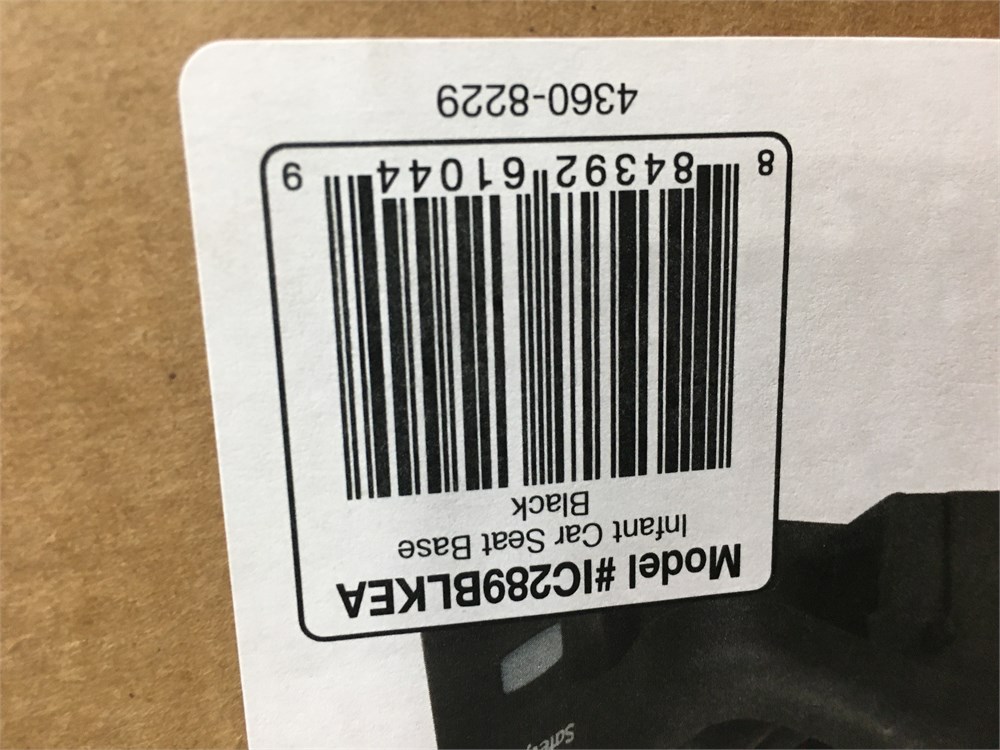 Model #IC289BLKEA
Infant Car Seat Base
Black
8 84392 61044 9
4360-8229